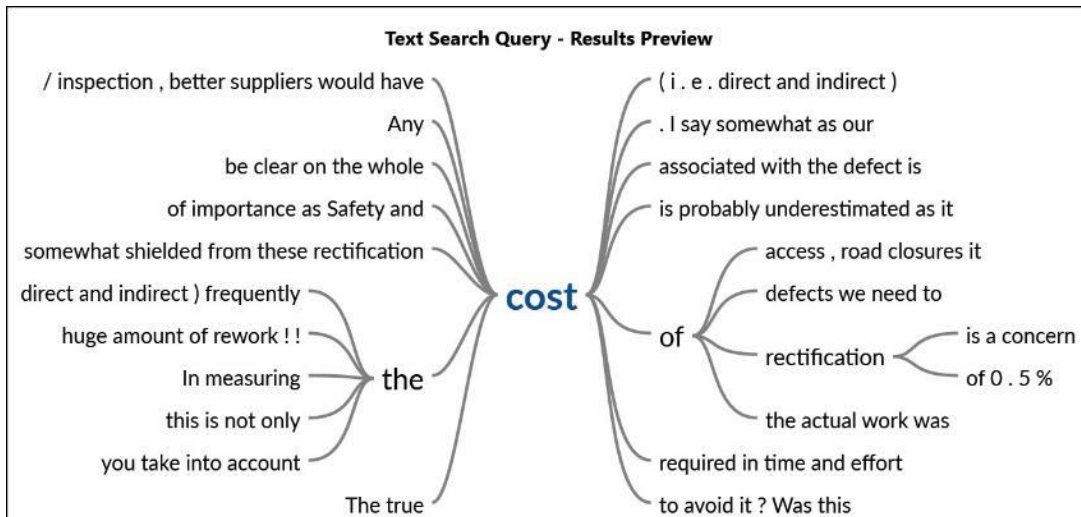 Text Search Query - Results Preview
/ inspection , better suppliers would have
Any
be clear on the whole
of importance as Safety and
somewhat shielded from these rectification
direct and indirect ) frequently
huge amount of rework ! !
In measuring
this is not only
you take into account
the
The true
cost
( i . e . direct and indirect )
. I say somewhat as our
associated with the defect is
is probably underestimated as it
of
access , road closures it
defects we need to
rectification
is a concern
of 0 . 5 %
the actual work was
required in time and effort
to avoid it ? Was this